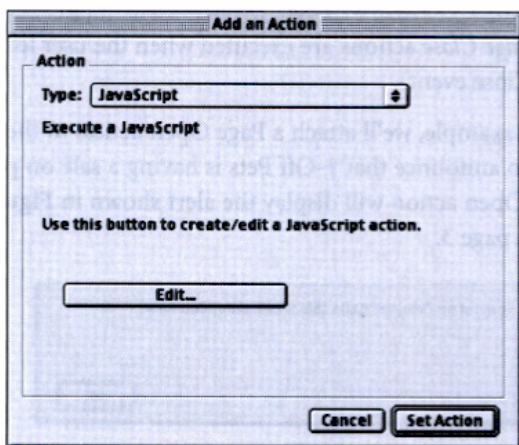 Add an Action
Action
Type: JavaScript
Execute a JavaScript
Use this button to create/edit a JavaScript action.
Edit...
Cancel Set Action